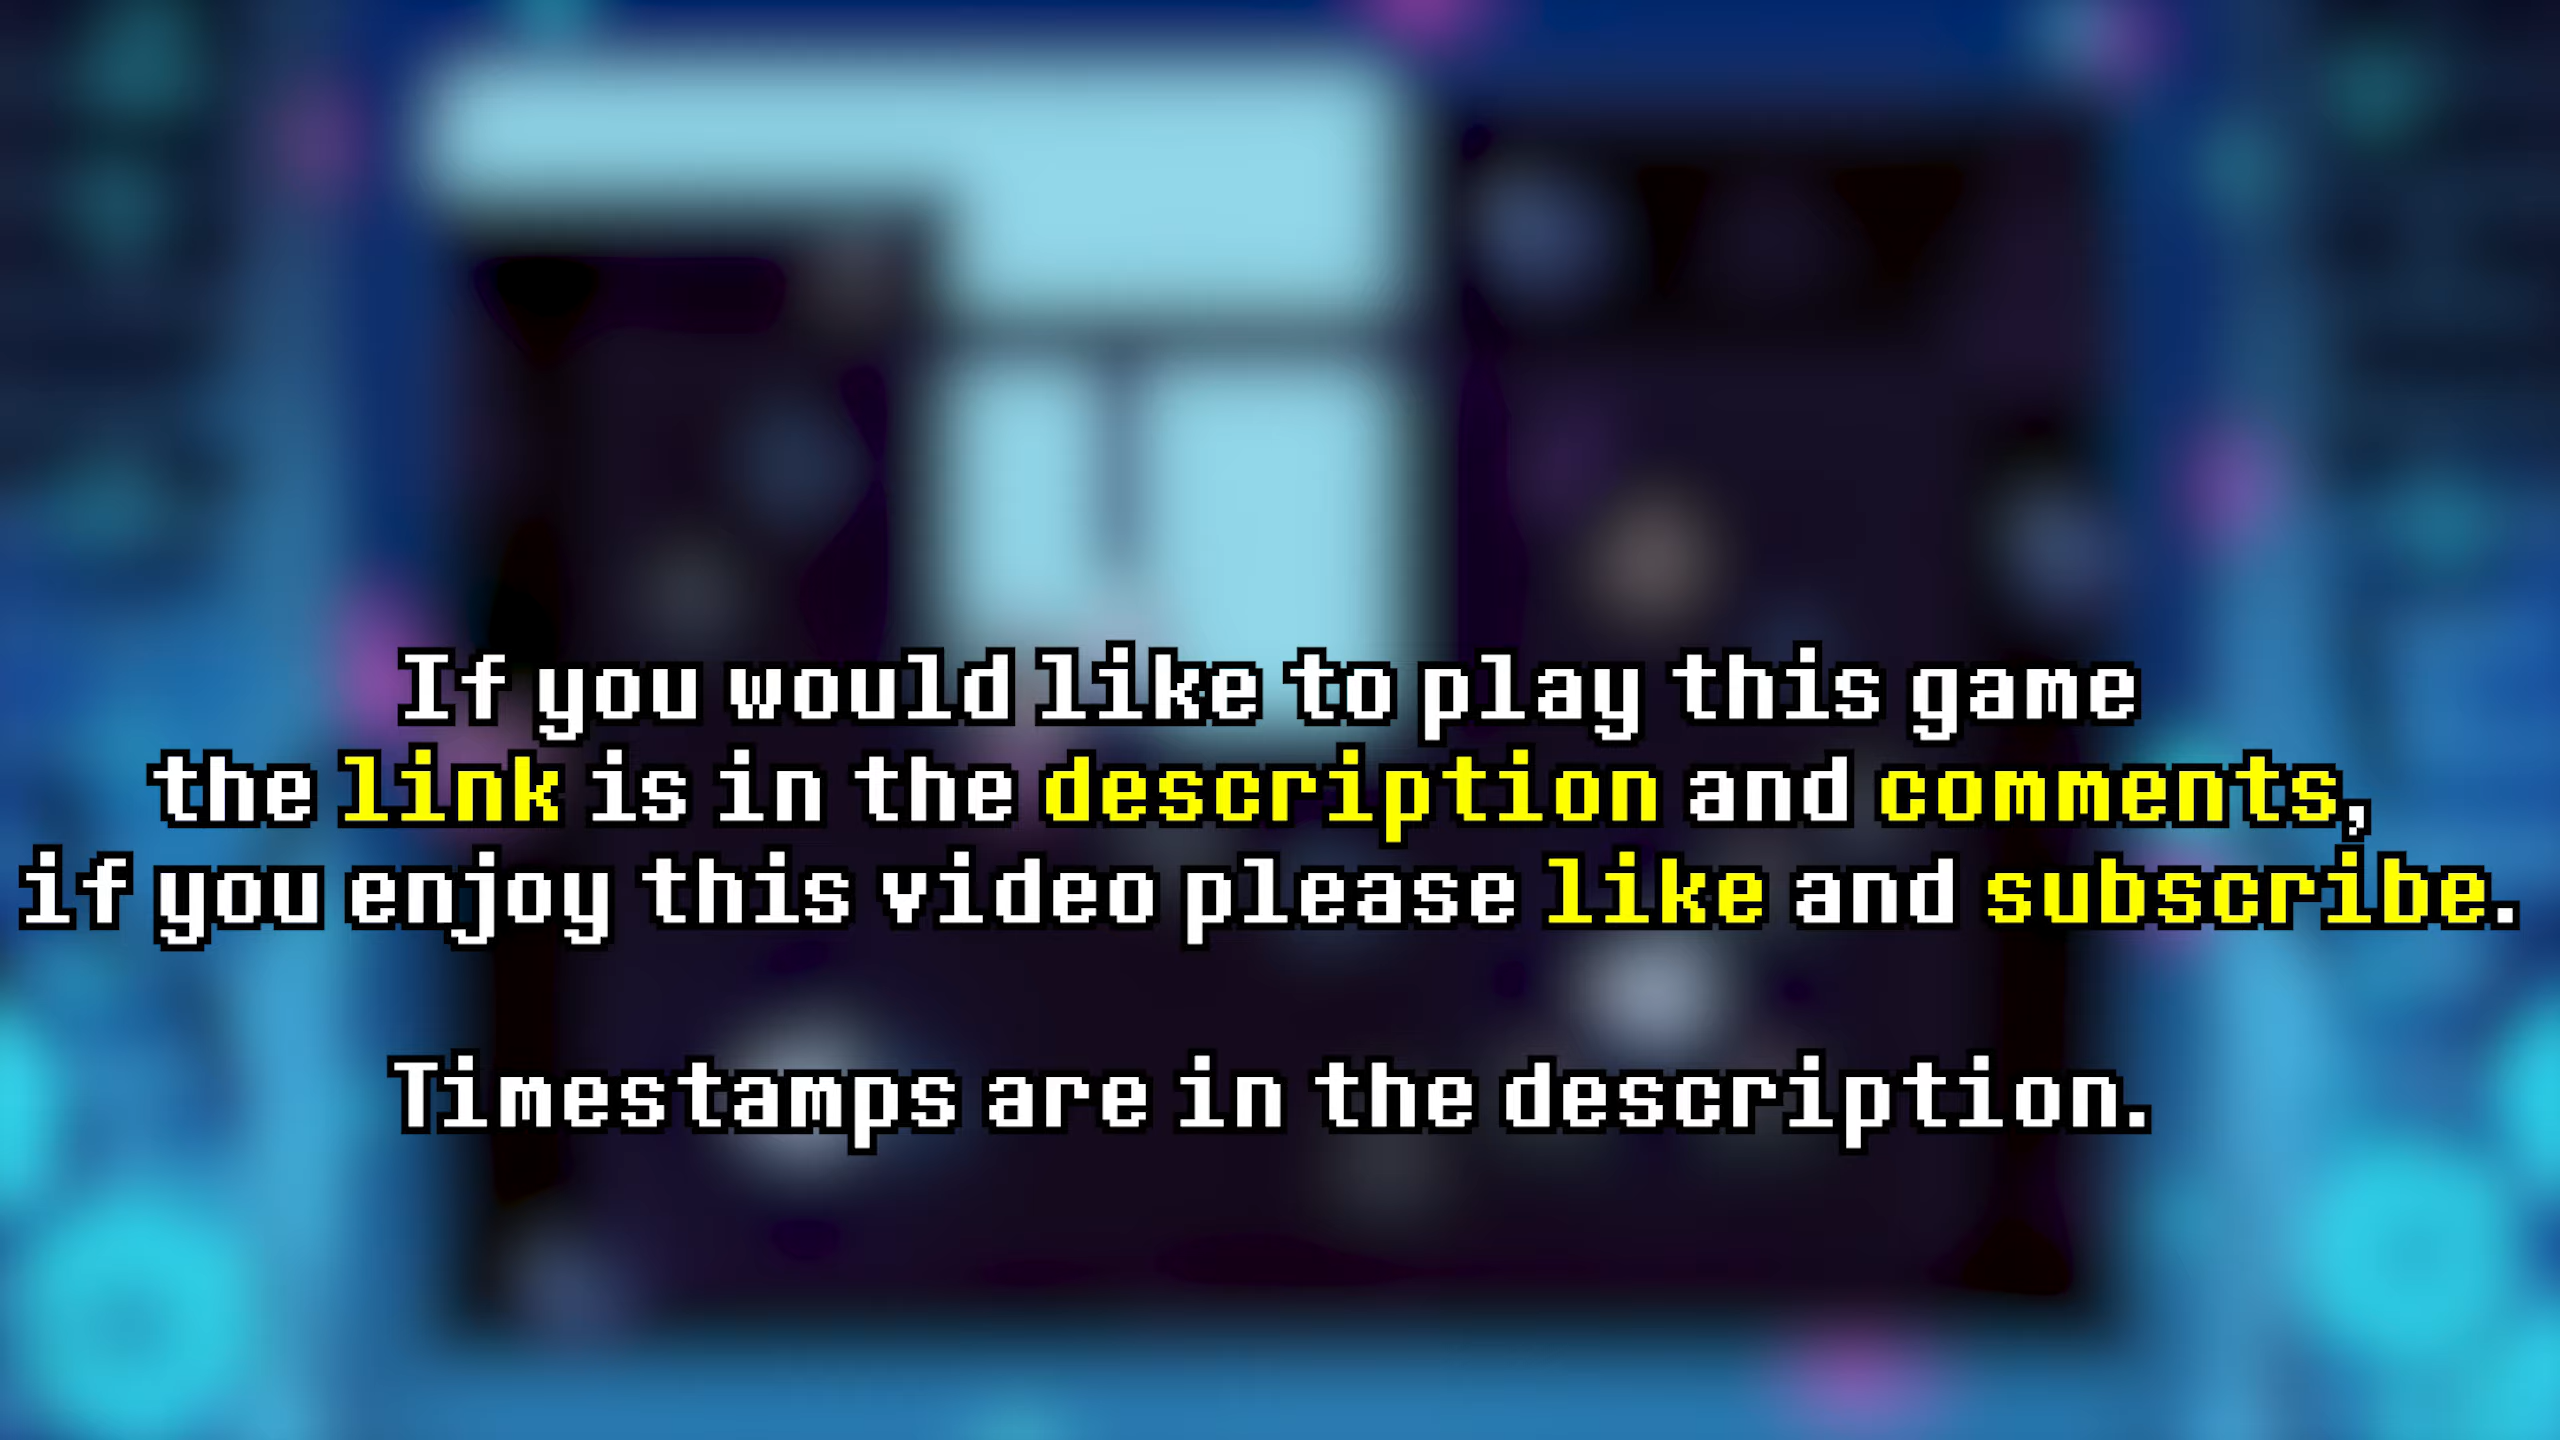 If you would like to play this game
the link is in the description and comments,
if you enjoy this video please like and subscribe.
Timestamps are in the description.